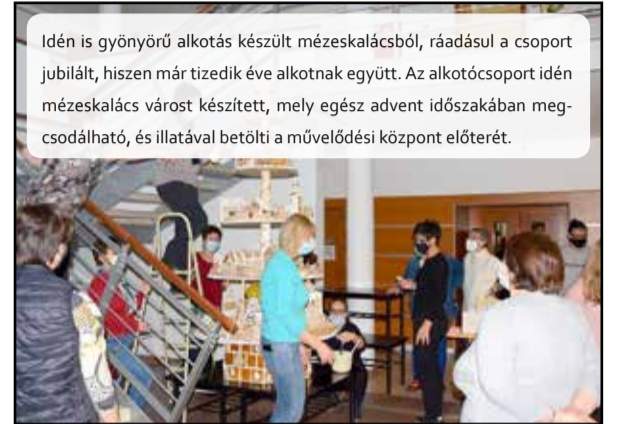 Idén is gyönyörű alkotás készült mézeskalácsból, ráadásul a csoport
jubilált, hiszen már tizedik éve alkotnak együtt. Az alkotócsoport idén
mézeskalács várost készített, mely egész advent időszakában meg-
csodálható, és illatával betölti a művelődési központ előterét.